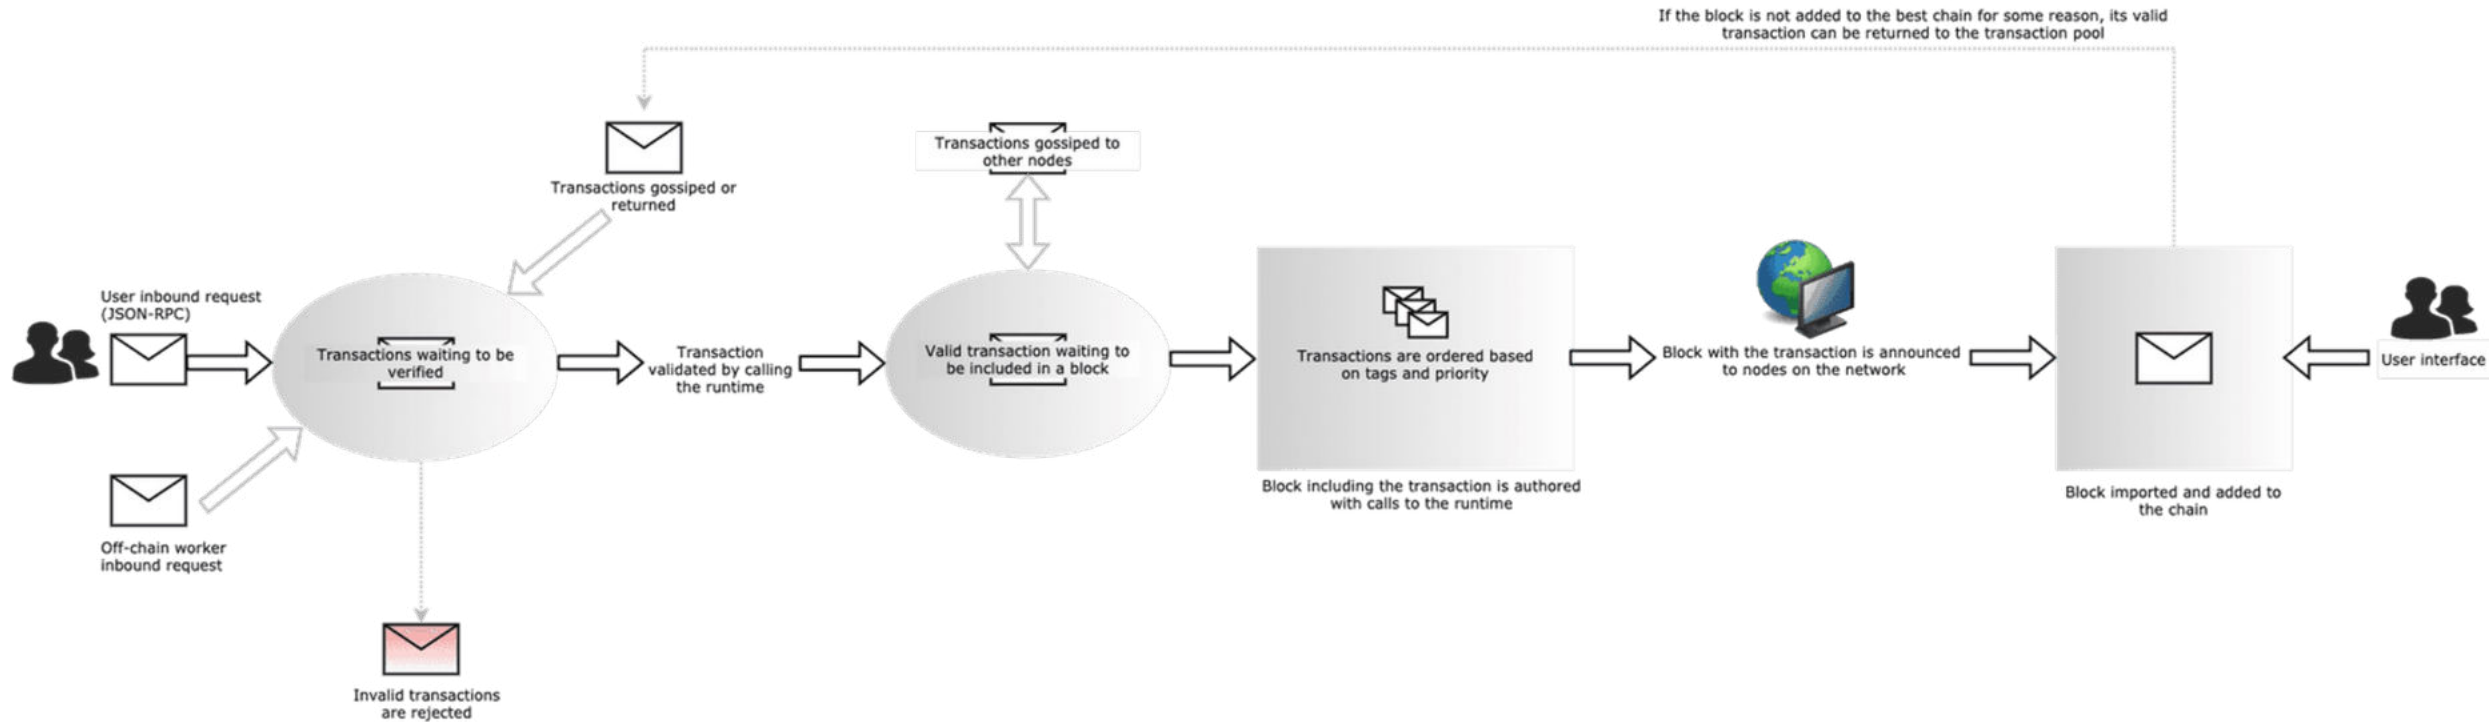 If the block is not added to the best chain for some reason, its valid
transaction can be returned to the transaction pool
Transactions gossiped or
returned
Transactions gossiped to
other nodes
User inbound request
(JSON-RPC)
Transactions waiting to be
verified
Transaction
validated by calling
the runtime
Valid transaction waiting to
be included in a block
Transactions are ordered based
on tags and priority
Block with the transaction is announced
to nodes on the network
User interface
Block including the transaction is authored
with calls to the runtime
Block imported and added to
the chain
Off-chain worker
inbound request
Invalid transactions
are rejected